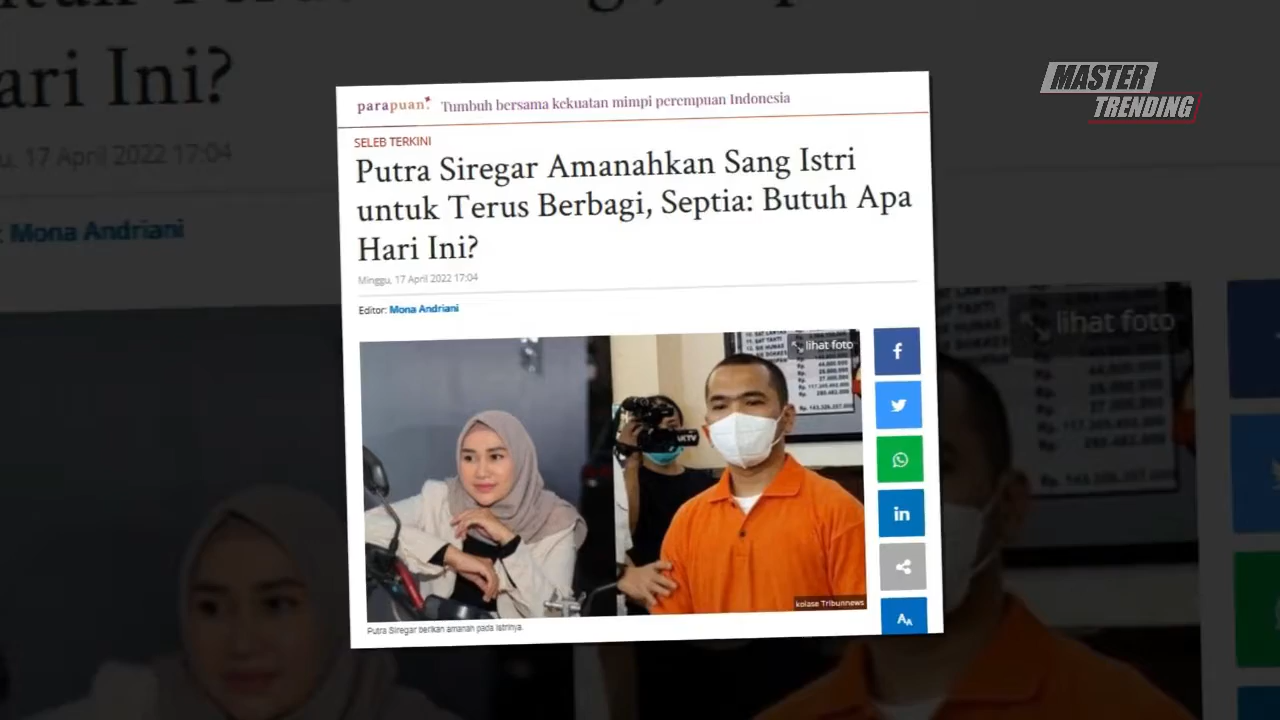 ari Ini?
17 April 2022 17:04
Mona Andriani
lihat foto
MASTER
TRENDING
parapuan. Tumbuh bersama kekuatan mimpi perempuan Indonesia
SELEB TERKINI
Putra Siregar Amanahkan Sang Istri
untuk Terus Berbagi, Septia: Butuh Apa
Hari Ini?
Minggu, 17 April 2022 17:04
Editor: Mona Andriani
lihat foto
KTV
kolase Tribunnews
Putra Siregar berikan amanah pada istrinya.